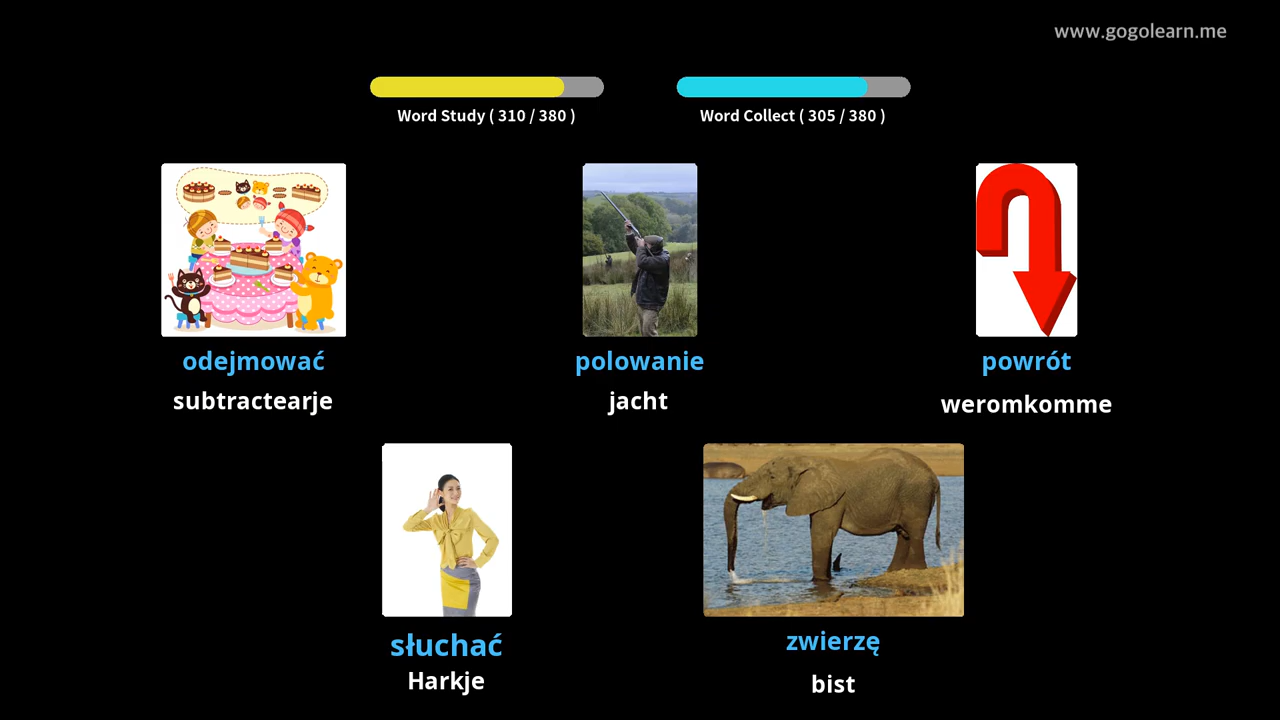 www.gogolearn.me
Word Study ( 310 / 380 )
Word Collect ( 305 / 380 )
odejmować
subtractearje
polowanie
jacht
powrót
weromkomme
słuchać
Harkje
zwierzę
bist